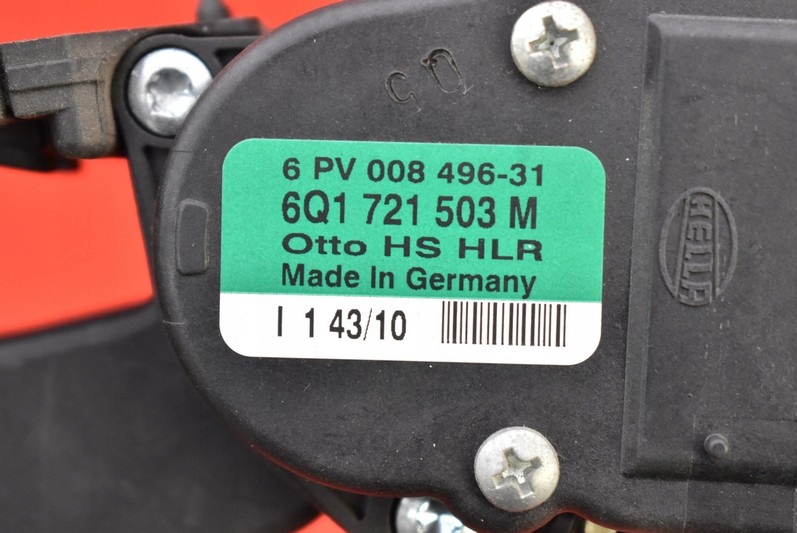 6 PV 008 496-31
6Q1 721 503 M
Otto HS HLR
Made In Germany
I 1 43/10
HELLA